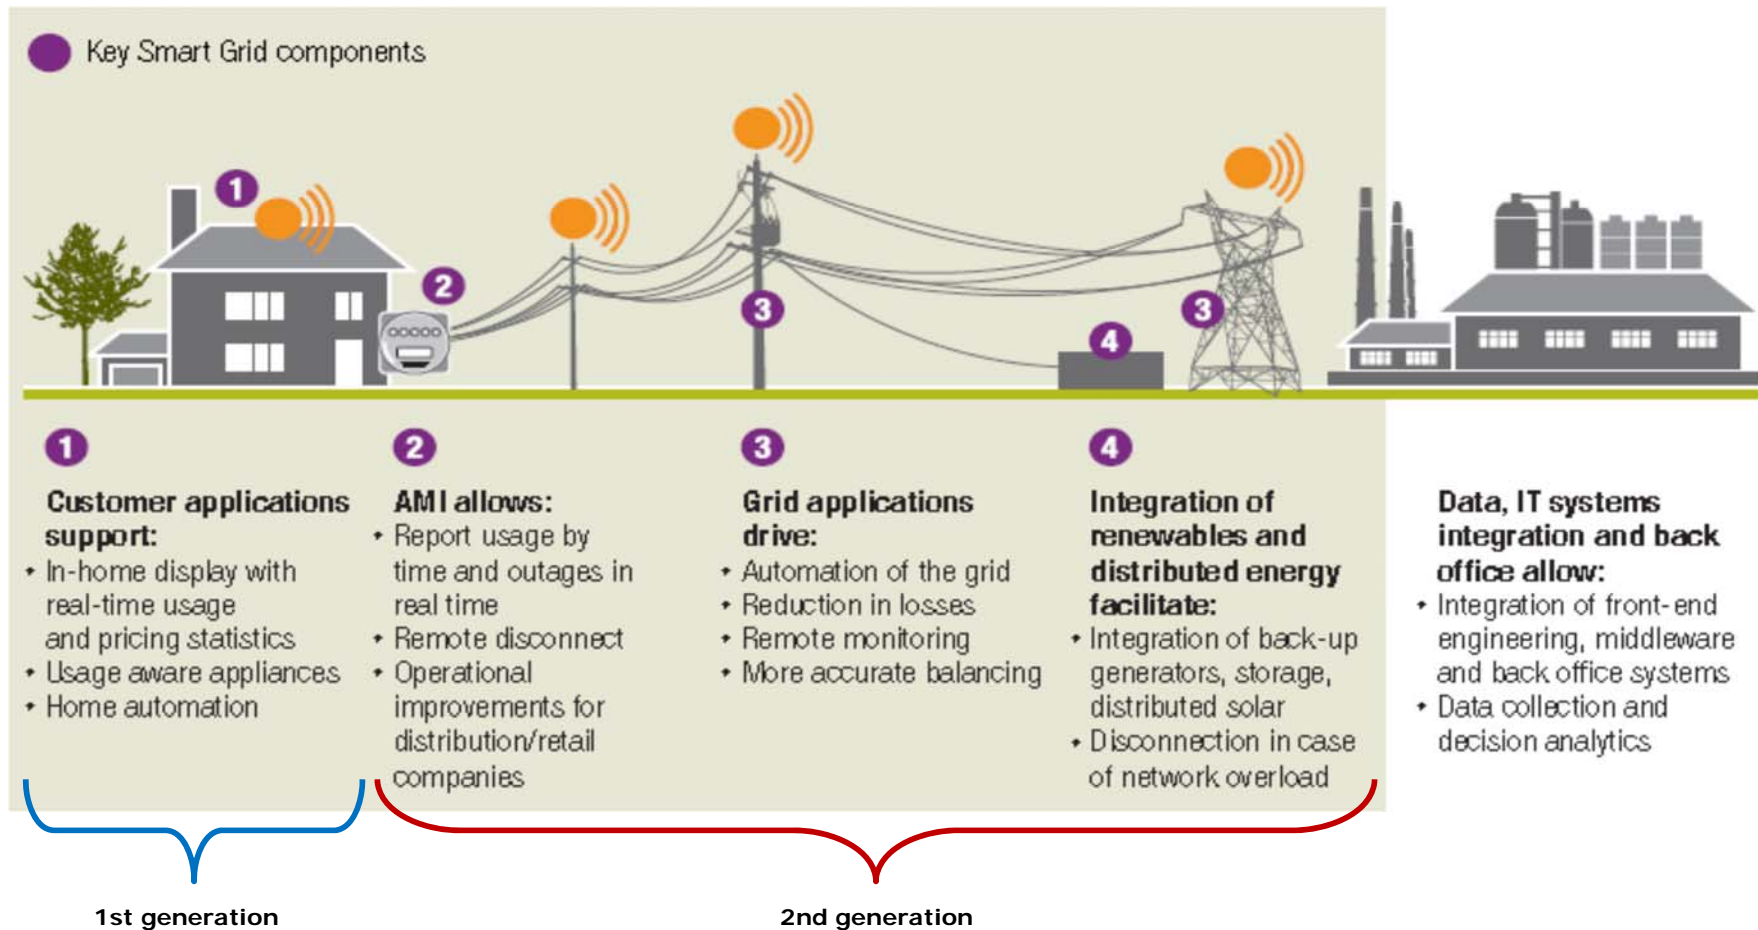 Key Smart Grid components
1
2
3
3
4
1
Customer applications
support:
• In-home display with
real-time usage
and pricing statistics
• Usage aware appliances
• Home automation
2
AMI allows:
• Report usage by
time and outages in
real time
• Remote disconnect
• Operational
improvements for
distribution/retail
companies
3
Grid applications
drive:
• Automation of the grid
• Reduction in losses
• Remote monitoring
• More accurate balancing
4
Integration of
renewables and
distributed energy
facilitate:
• Integration of back-up
generators, storage,
distributed solar
• Disconnection in case
of network overload
Data, IT systems
integration and back
office allow:
• Integration of front-end
engineering, middleware
and back office systems
• Data collection and
decision analytics
1st generation
2nd generation